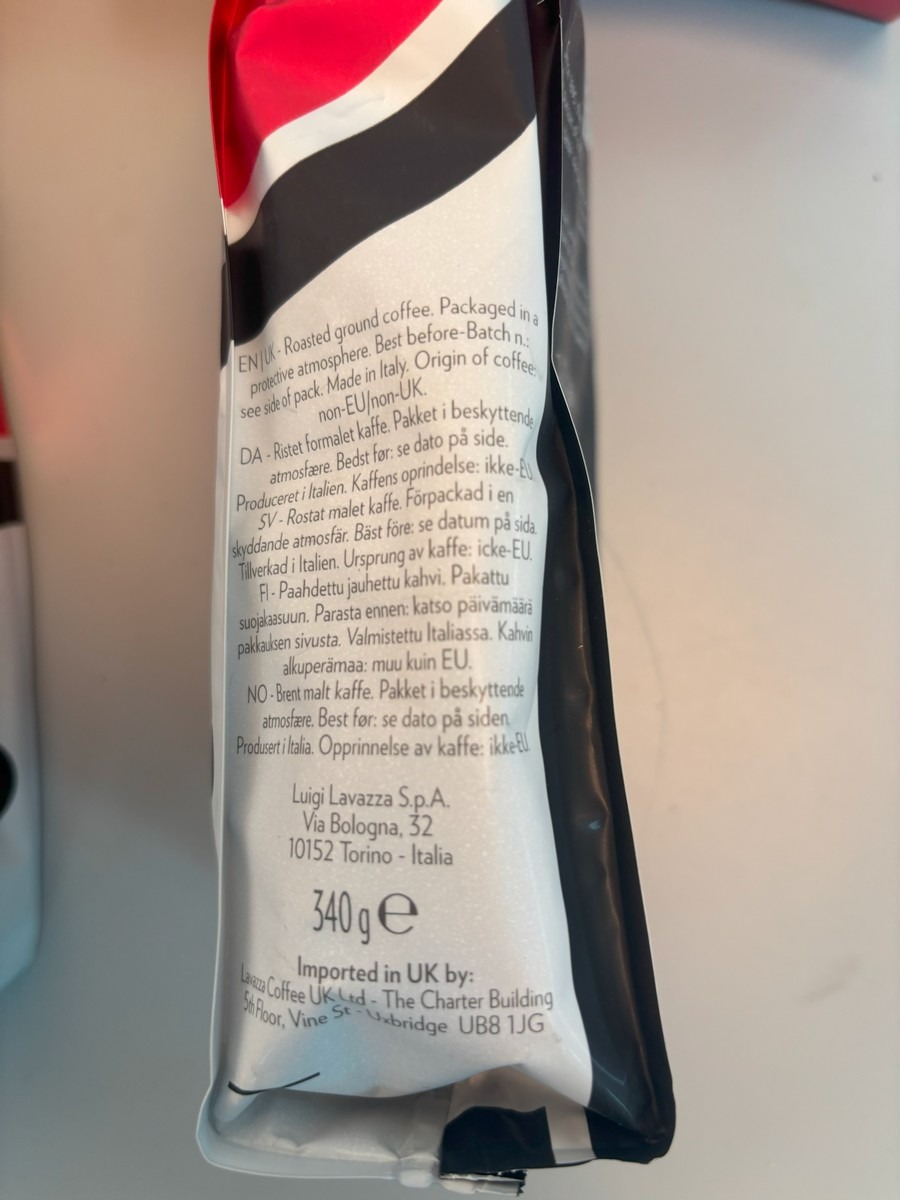 EN|UK - Roasted ground coffee. Packaged in a
protective atmosphere. Best before-Batch n.:
see side of pack. Made in Italy. Origin of coffee:
non-EU/non-UK.
DA - Ristet formalet kaffe. Pakket i beskyttende
atmosfære. Bedst før: se dato på side.
Produceret i Italien. Kaffens oprindelse: ikke-EU.
SV - Rostat malet kaffe. Förpackad i en
skyddande atmosfär. Bäst före: se datum på sida.
Tillverkad i Italien. Ursprung av kaffe: icke-EU.
FI - Paahdettu jauhettu kahvi. Pakattu
suojakaasuun. Parasta ennen: katso päivämäärä
pakkauksen sivusta. Valmistettu Italiassa. Kahvin
alkuperämaa: muu kuin EU.
NO - Brent malt kaffe. Pakket i beskyttende
atmosfære. Best før: se dato på siden.
Produsert i Italia. Opprinnelse av kaffe: ikke-EU.
Luigi Lavazza S.p.A.
Via Bologna, 32
10152 Torino - Italia
340 g ℮
Imported in UK by:
Lavazza Coffee UK Ltd - The Charter Building
5th Floor, Vine St - Uxbridge UB8 1JG